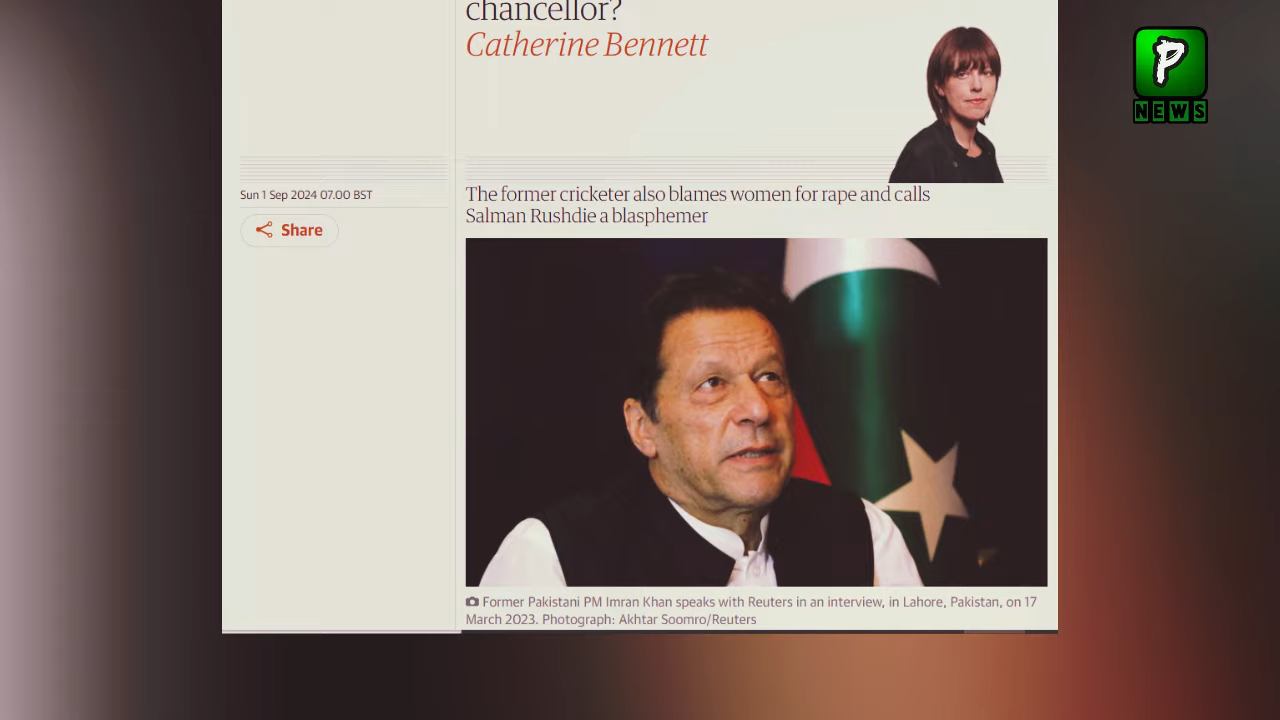 chancellor?
Catherine Bennett
P
NEWS
Sun 1 Sep 2024 07.00 BST
Share
The former cricketer also blames women for rape and calls
Salman Rushdie a blasphemer
Former Pakistani PM Imran Khan speaks with Reuters in an interview, in Lahore, Pakistan, on 17
March 2023. Photograph: Akhtar Soomro/Reuters